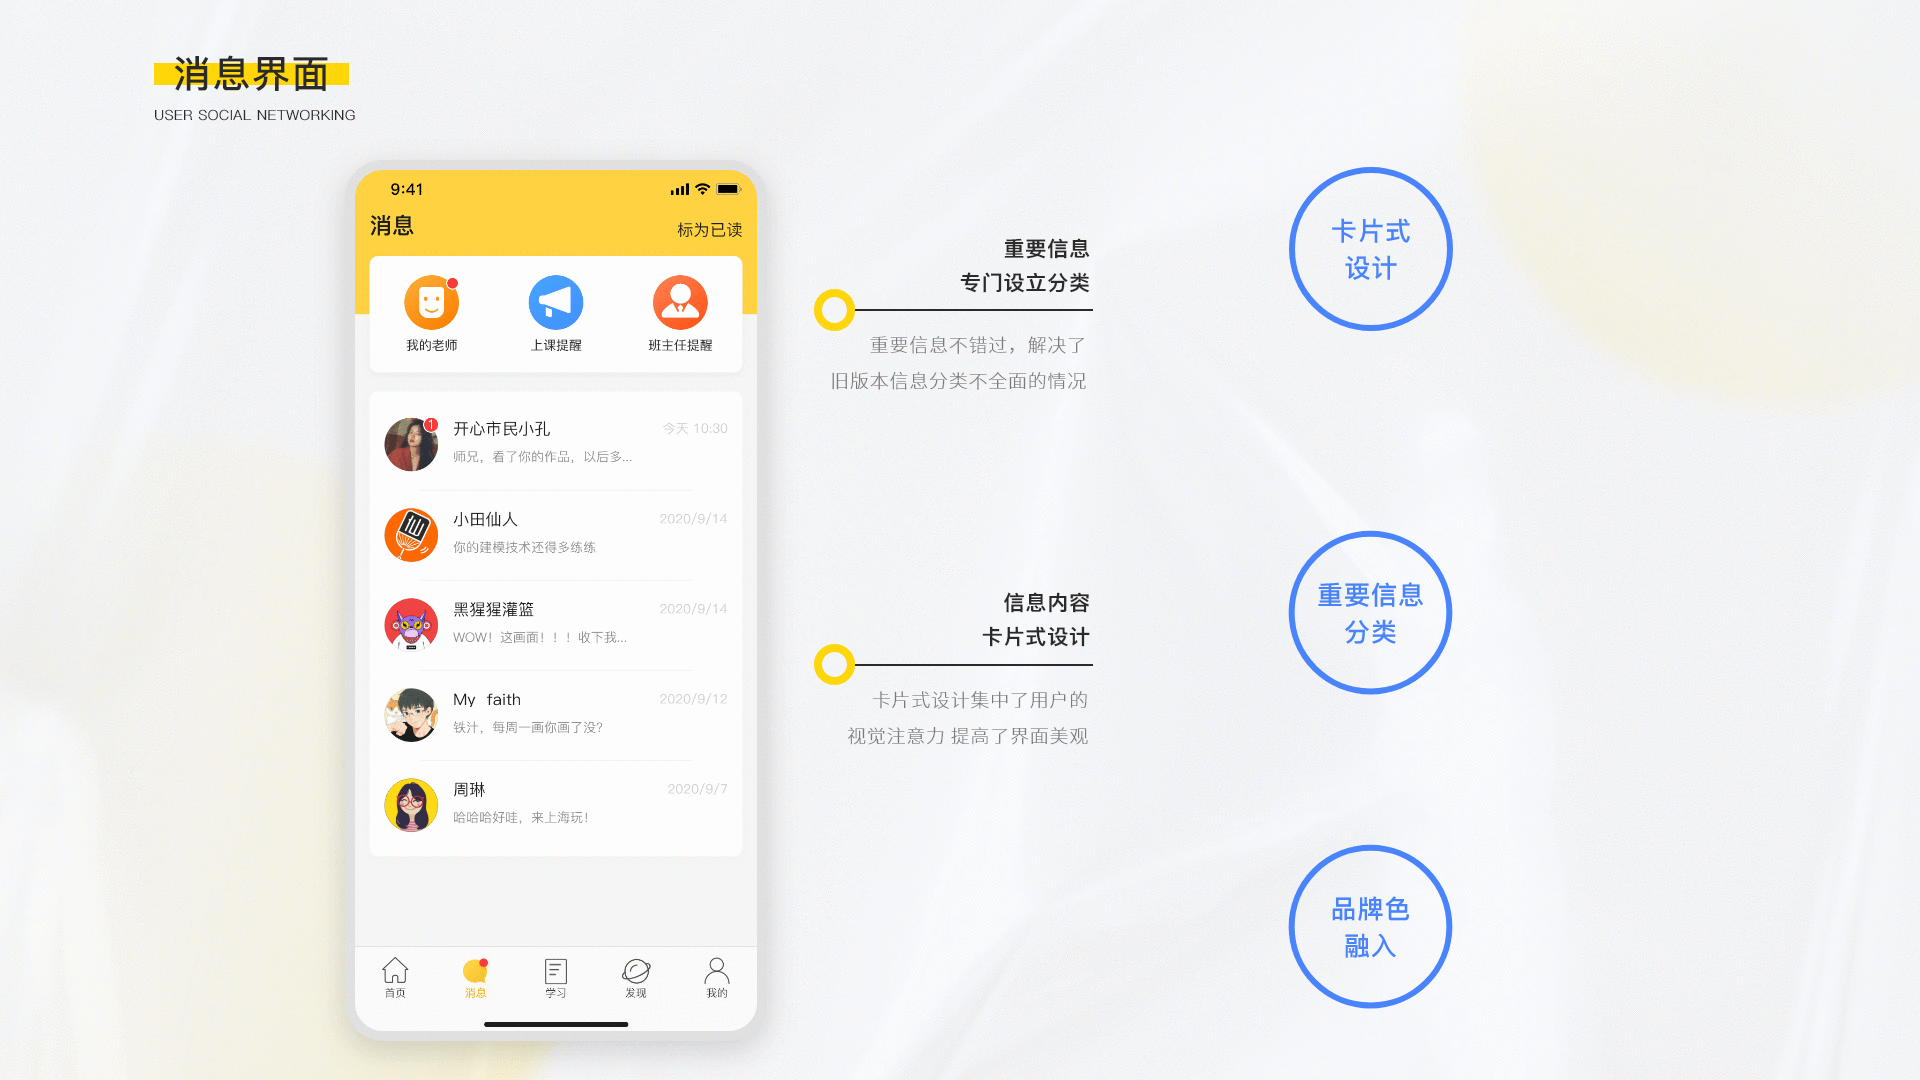 消息界面
USER SOCIAL NETWORKING
9:41
消息
标为已读
我的老师
上课提醒
班主任提醒
1
开心市民小孔
今天 10:30
师兄，看了你的作品，以后多...
小田仙人
2020/9/14
你的建模技术还得多练练
黑猩猩灌篮
2020/9/14
WOW！这画面！！！收下我...
My faith
2020/9/12
铁汁，每周一画你画了没？
周琳
2020/9/7
哈哈哈好哇，来上海玩！
首页
消息
学习
发现
我的
重要信息
专门设立分类
重要信息不错过，解决了
旧版本信息分类不全面的情况
信息内容
卡片式设计
卡片式设计集中了用户的
视觉注意力 提高了界面美观
卡片式
设计
重要信息
分类
品牌色
融入